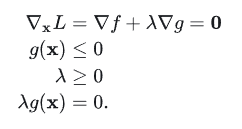 ∇ₓL = ∇f + λ∇g = 𝟎
g(𝐱) ≤ 0
λ ≥ 0
λg(𝐱) = 0.